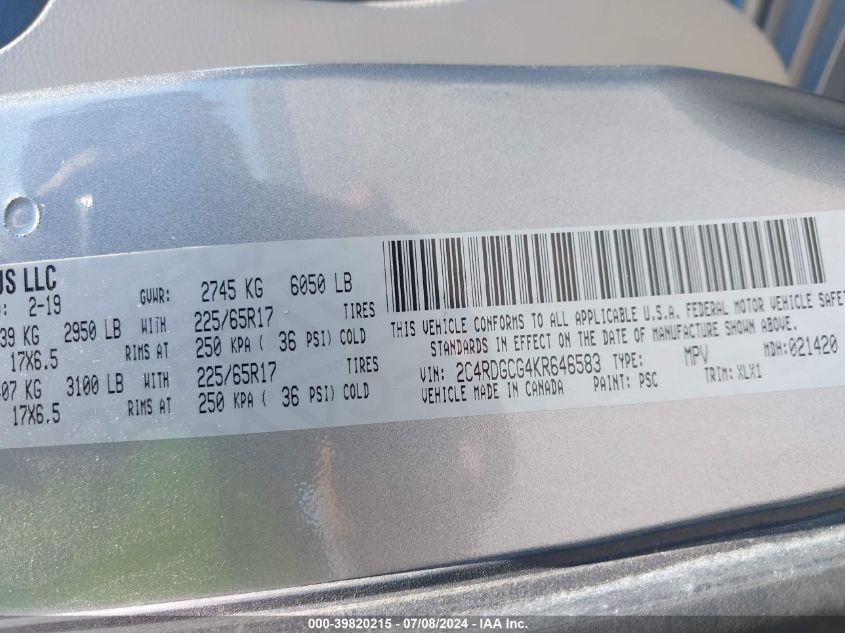 US LLC
: 2-19
GVWR: 2745 KG 6050 LB
39 KG 2950 LB WITH 225/65R17 TIRES
17X6.5 RIMS AT 250 KPA ( 36 PSI) COLD
07 KG 3100 LB WITH 225/65R17 TIRES
17X6.5 RIMS AT 250 KPA ( 36 PSI) COLD
THIS VEHICLE CONFORMS TO ALL APPLICABLE U.S.A. FEDERAL MOTOR VEHICLE SAFET
STANDARDS IN EFFECT ON THE DATE OF MANUFACTURE SHOWN ABOVE.
VIN: 2C4RDGCG4KR646583 TYPE: MPV MDH:021420
VEHICLE MADE IN CANADA PAINT: PSC TRIM:XLX1
000-39820215 - 07/08/2024 - IAA Inc.